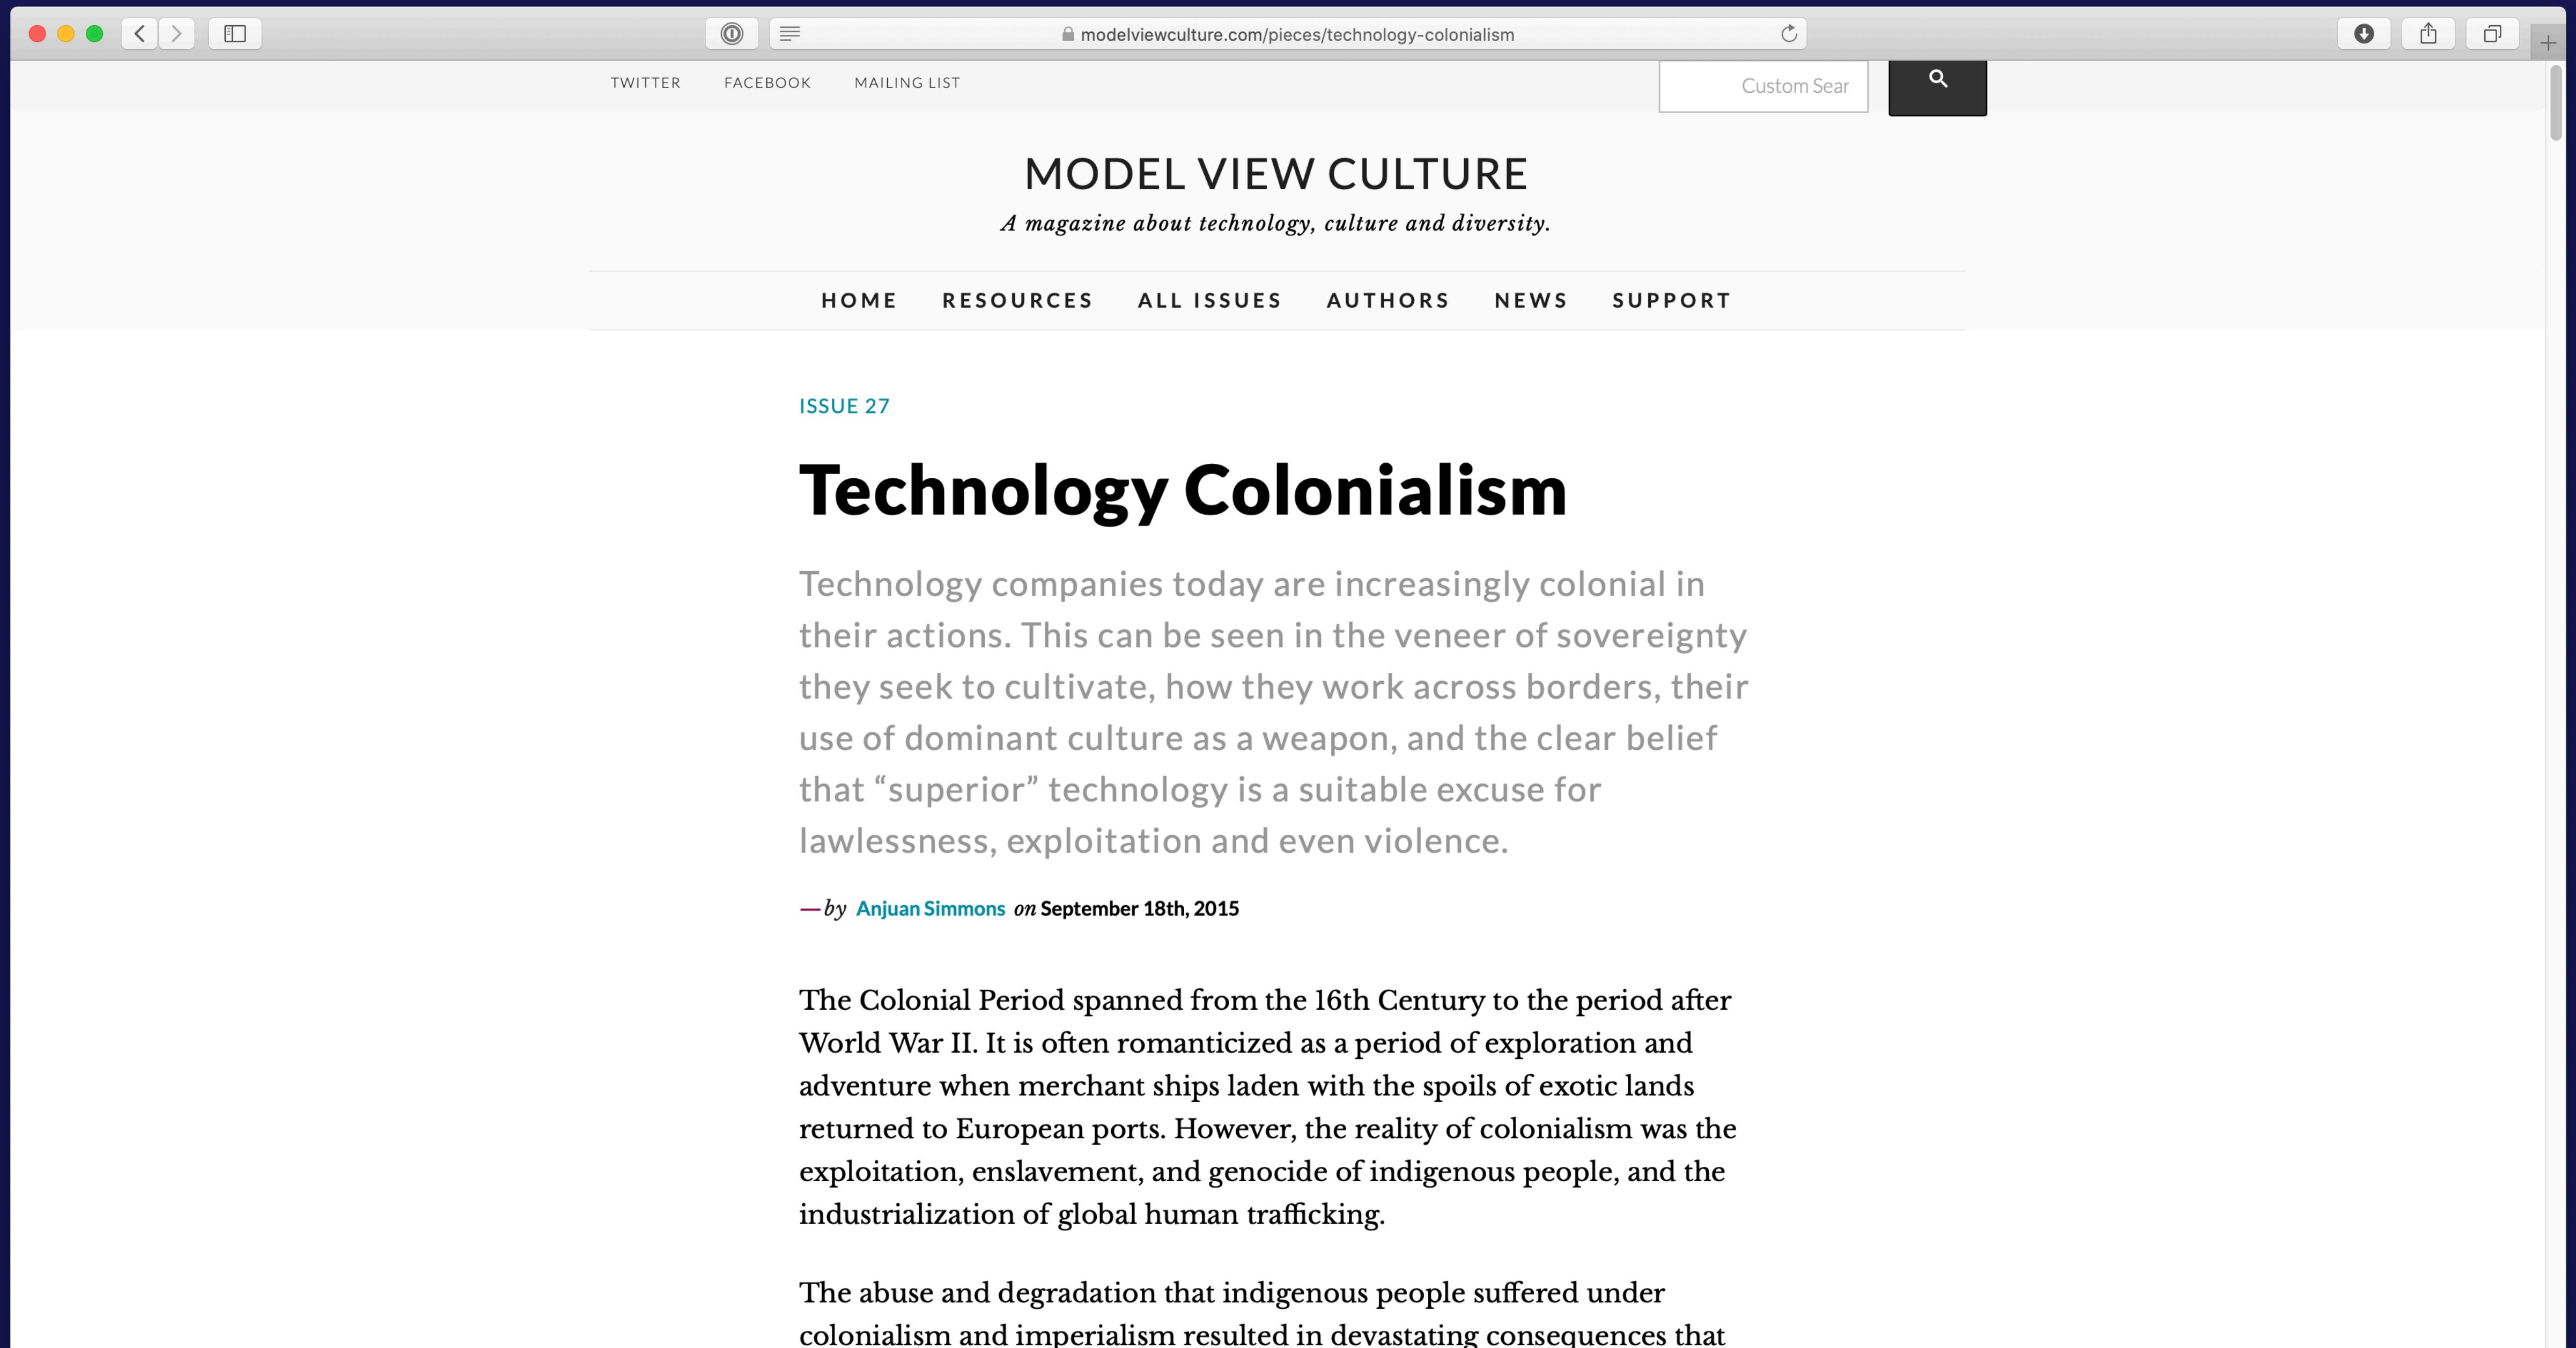 modelviewculture.com/pieces/technology-colonialism
TWITTER FACEBOOK MAILING LIST
Custom Sear
MODEL VIEW CULTURE
A magazine about technology, culture and diversity.
HOME RESOURCES ALL ISSUES AUTHORS NEWS SUPPORT
ISSUE 27
Technology Colonialism
Technology companies today are increasingly colonial in
their actions. This can be seen in the veneer of sovereignty
they seek to cultivate, how they work across borders, their
use of dominant culture as a weapon, and the clear belief
that “superior” technology is a suitable excuse for
lawlessness, exploitation and even violence.
—by Anjuan Simmons on September 18th, 2015
The Colonial Period spanned from the 16th Century to the period after
World War II. It is often romanticized as a period of exploration and
adventure when merchant ships laden with the spoils of exotic lands
returned to European ports. However, the reality of colonialism was the
exploitation, enslavement, and genocide of indigenous people, and the
industrialization of global human trafficking.
The abuse and degradation that indigenous people suffered under
colonialism and imperialism resulted in devastating consequences that